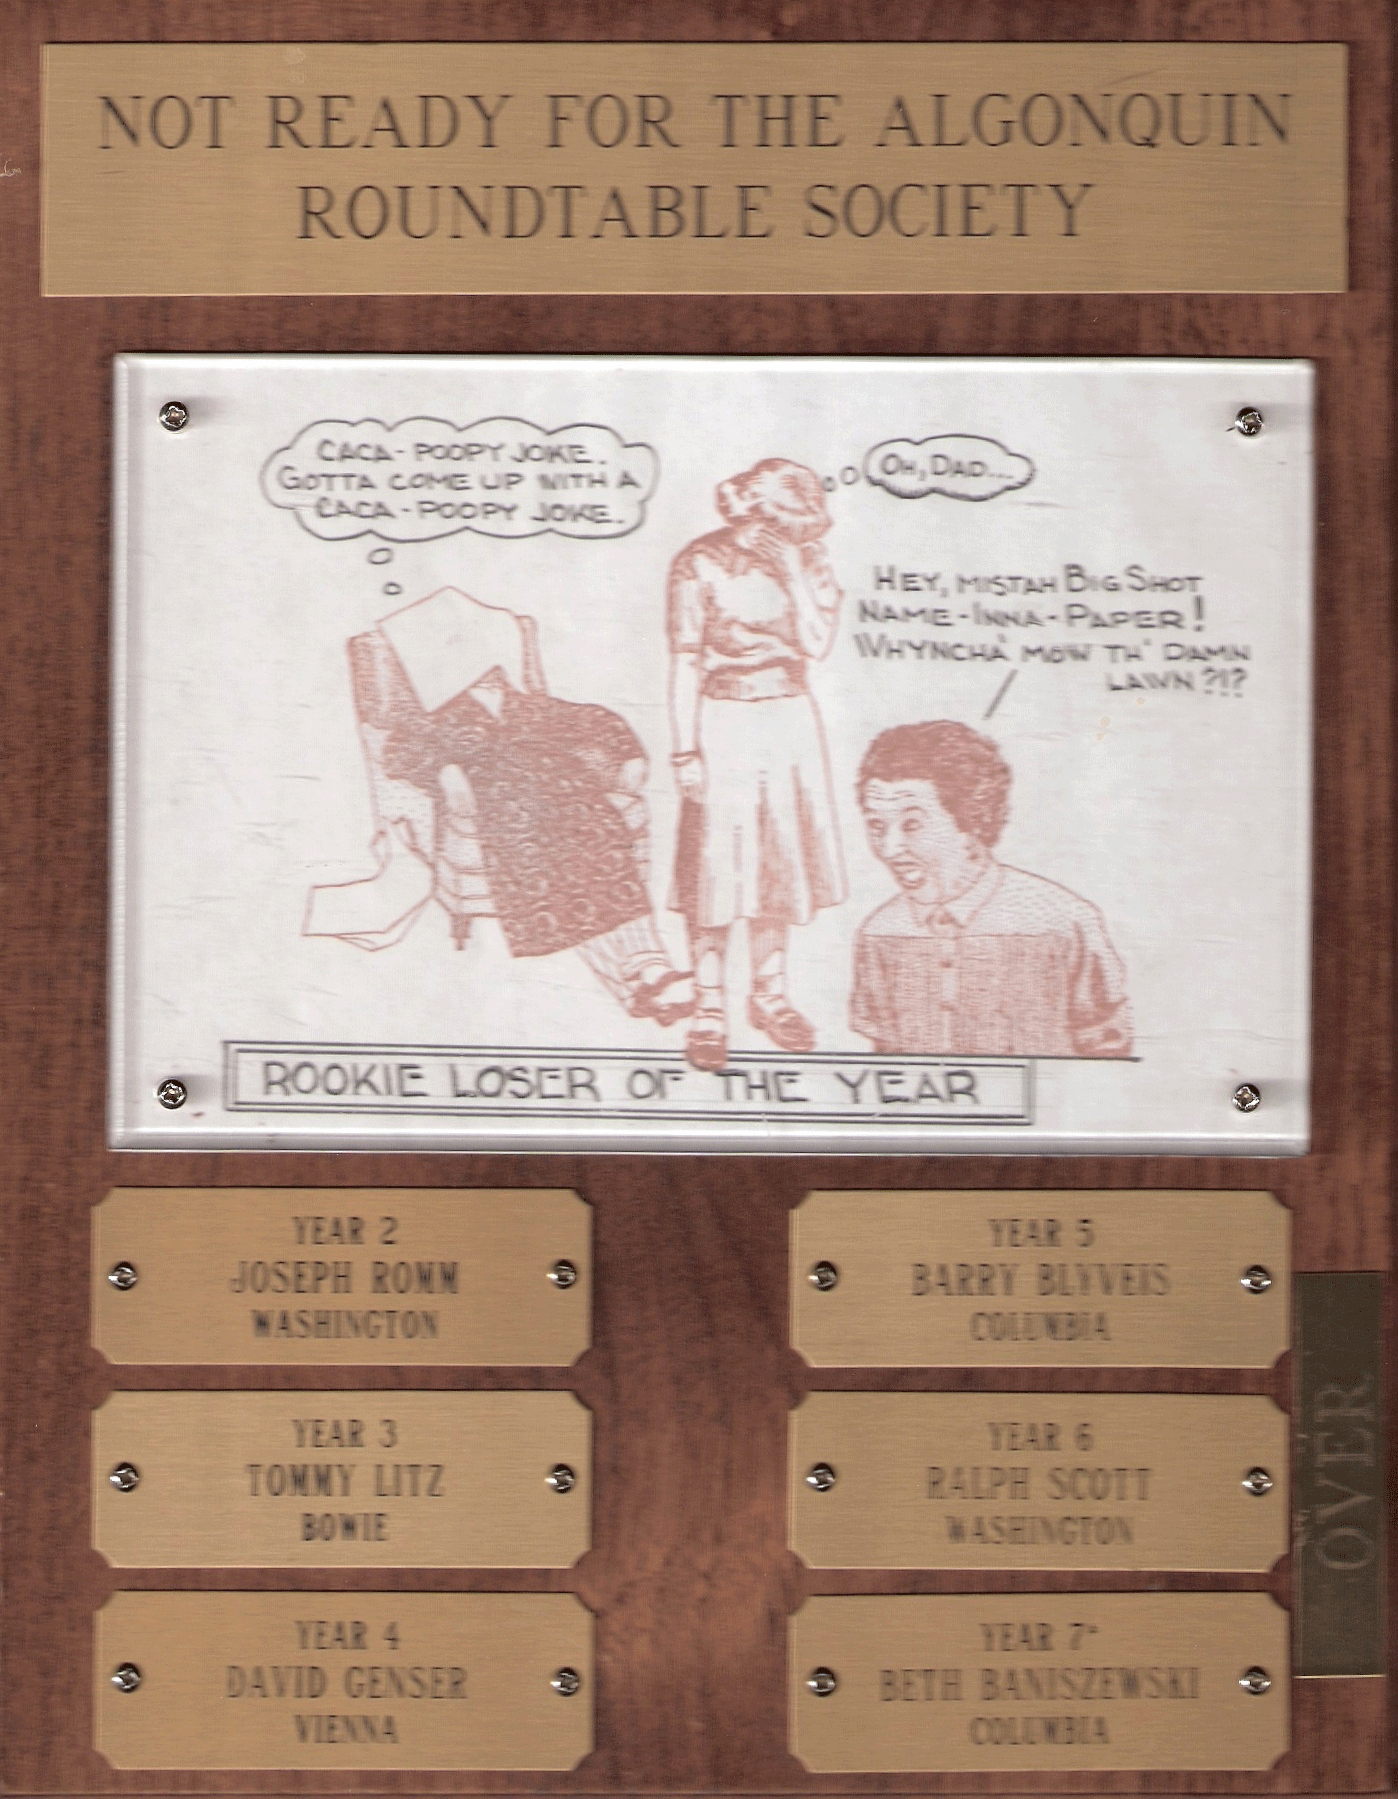 NOT READY FOR THE ALGONQUIN
ROUNDTABLE SOCIETY
CACA-POOPY JOKE.
GOTTA COME UP WITH A
CACA-POOPY JOKE.
OH, DAD....
HEY, MISTAH BIG SHOT
NAME-INNA-PAPER!
WHYNCHA' MOW TH' DAMN
LAWN?!?
ROOKIE LOSER OF THE YEAR
YEAR 2
JOSEPH ROMM
WASHINGTON
YEAR 3
TOMMY LITZ
BOWIE
YEAR 4
DAVID GENSER
VIENNA
YEAR 5
BARRY BLYVEIS
COLUMBIA
YEAR 6
RALPH SCOTT
WASHINGTON
YEAR 7*
BETH BANISZEWSKI
COLUMBIA
OVER